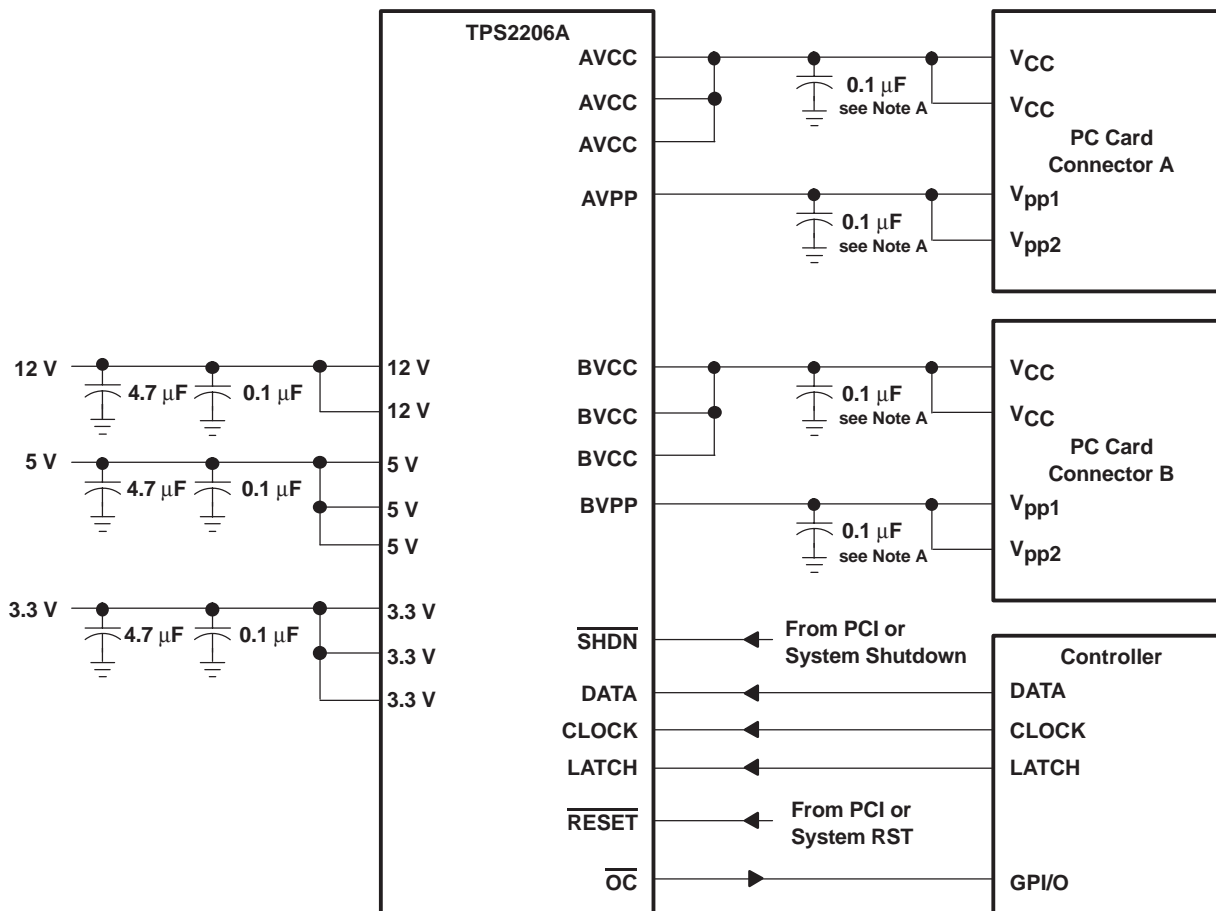 TPS2206A
AVCC
AVCC
AVCC
AVPP
0.1 μF
see Note A
0.1 μF
see Note A
VCC
VCC
PC Card
Connector A
Vpp1
Vpp2
12 V
4.7 μF
0.1 μF
12 V
12 V
5 V
4.7 μF
0.1 μF
5 V
5 V
5 V
3.3 V
4.7 μF
0.1 μF
3.3 V
3.3 V
3.3 V
BVCC
BVCC
BVCC
BVPP
0.1 μF
see Note A
0.1 μF
see Note A
VCC
VCC
PC Card
Connector B
Vpp1
Vpp2
SHDN
From PCI or
System Shutdown
DATA
CLOCK
LATCH
RESET
From PCI or
System RST
OC
Controller
DATA
CLOCK
LATCH
GPI/O